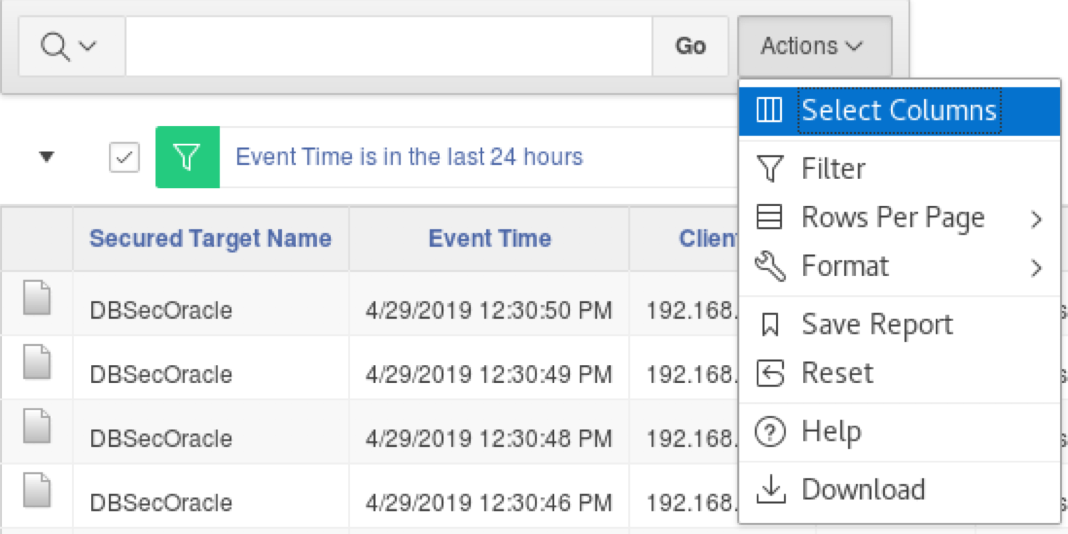 Go
Actions
Select Columns
Event Time is in the last 24 hours
Filter
Rows Per Page
Format
Save Report
Reset
Help
Download
Secured Target Name Event Time
DBSecOracle 4/29/2019 12:30:50 PM 192.168.
DBSecOracle 4/29/2019 12:30:49 PM 192.168.
DBSecOracle 4/29/2019 12:30:48 PM 192.168.
DBSecOracle 4/29/2019 12:30:46 PM 192.168.